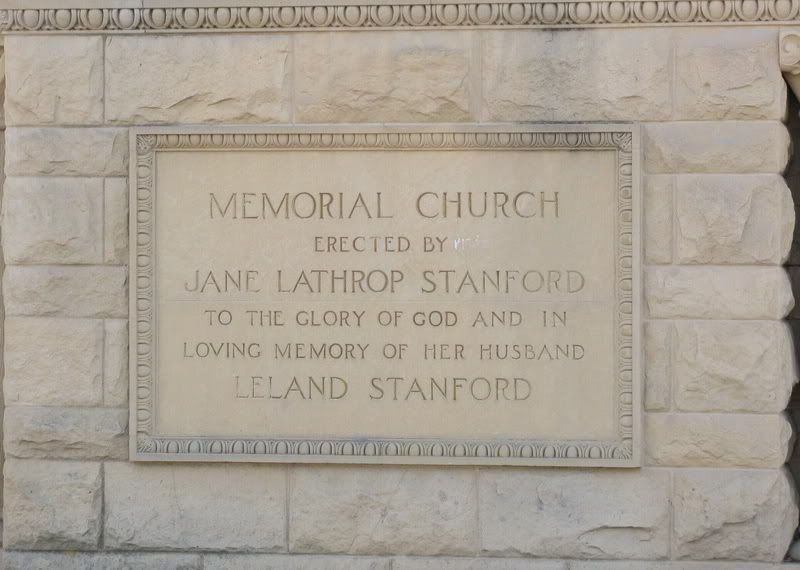 MEMORIAL CHURCH
ERECTED BY
JANE LATHROP STANFORD
TO THE GLORY OF GOD AND IN
LOVING MEMORY OF HER HUSBAND
LELAND STANFORD